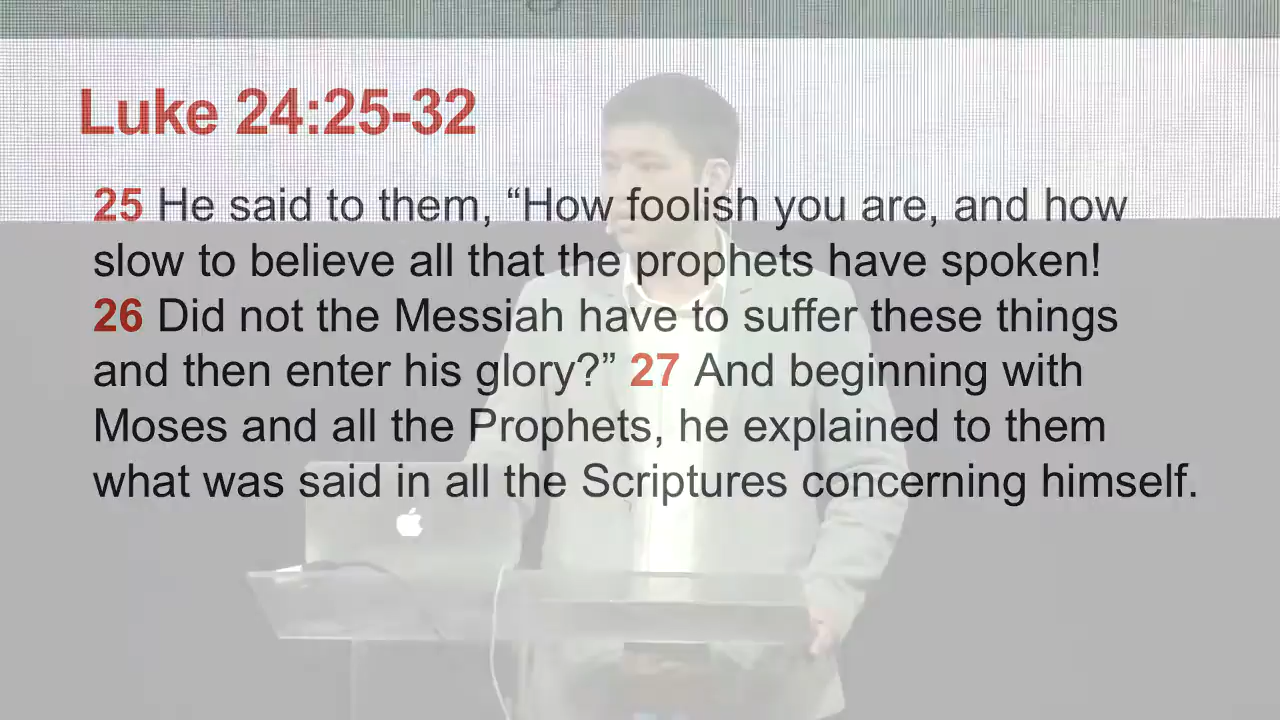 Luke 24:25-32
25 He said to them, “How foolish you are, and how
slow to believe all that the prophets have spoken!
26 Did not the Messiah have to suffer these things
and then enter his glory?” 27 And beginning with
Moses and all the Prophets, he explained to them
what was said in all the Scriptures concerning himself.